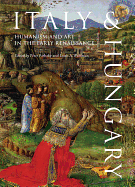 ITALY &
HUNGARY
HUMANISM AND ART
IN THE EARLY RENAISSANCE